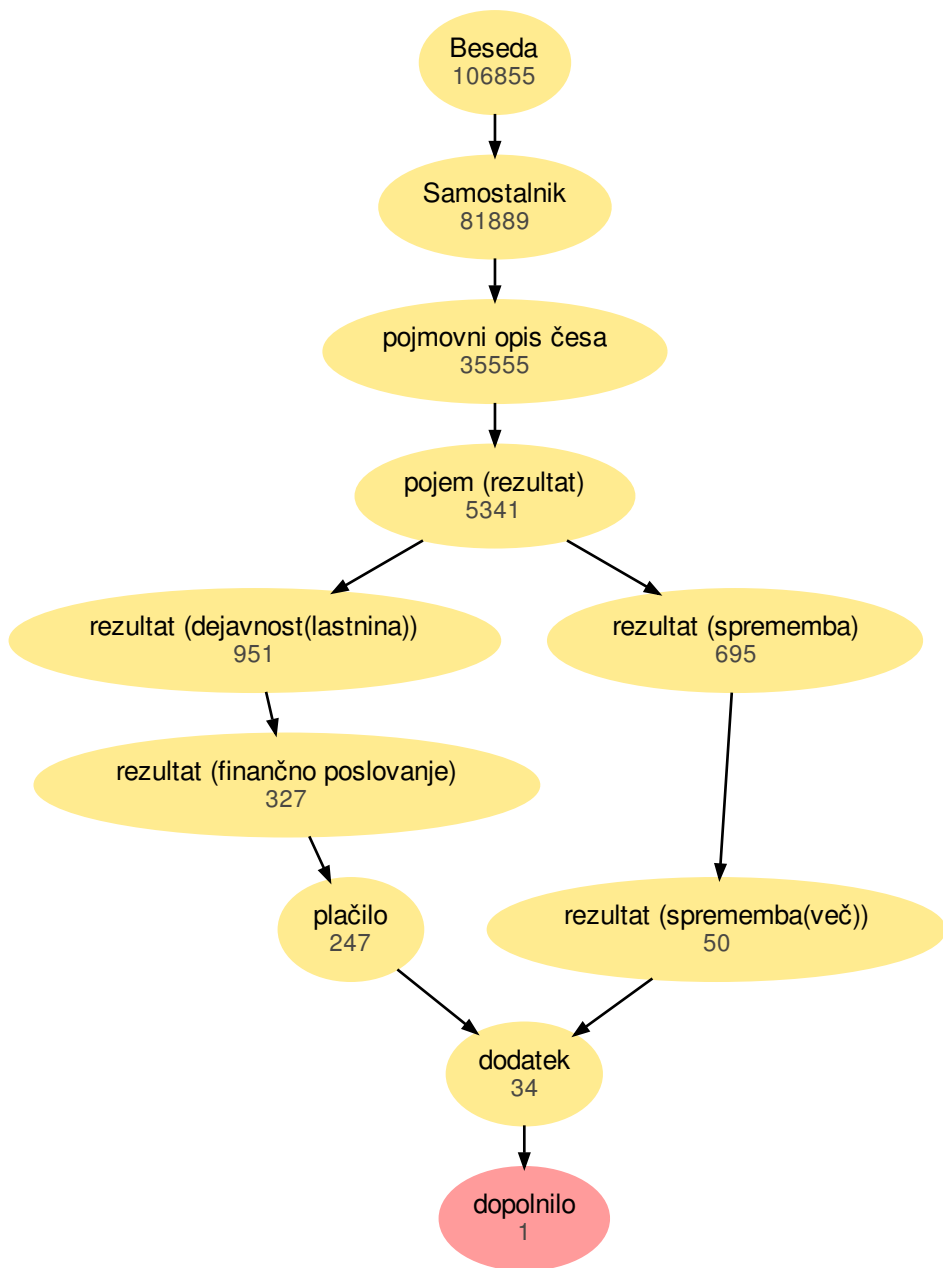 Beseda
106855
Samostalnik
81889
pojmovni opis česa
35555
pojem (rezultat)
5341
rezultat (dejavnost(lastnina))
951
rezultat (sprememba)
695
rezultat (finančno poslovanje)
327
plačilo
247
rezultat (sprememba(več))
50
dodatek
34
dopolnilo
1